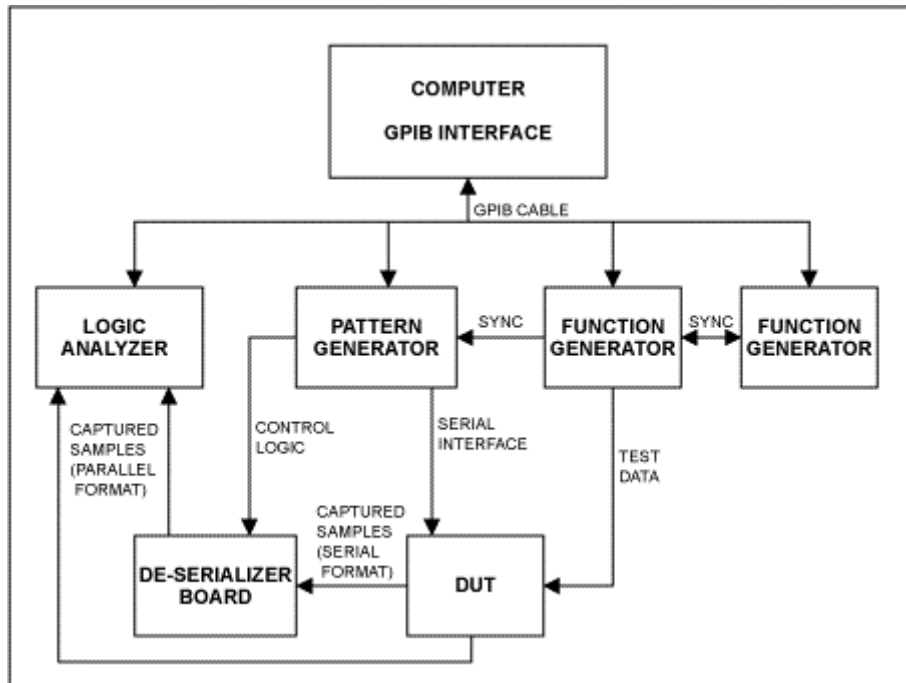 COMPUTER
GPIB INTERFACE
GPIB CABLE
LOGIC
ANALYZER
PATTERN
GENERATOR
SYNC
FUNCTION
GENERATOR
SYNC
FUNCTION
GENERATOR
CAPTURED
SAMPLES
(PARALLEL
FORMAT)
CONTROL
LOGIC
SERIAL
INTERFACE
TEST
DATA
CAPTURED
SAMPLES
(SERIAL
FORMAT)
DE-SERIALIZER
BOARD
DUT